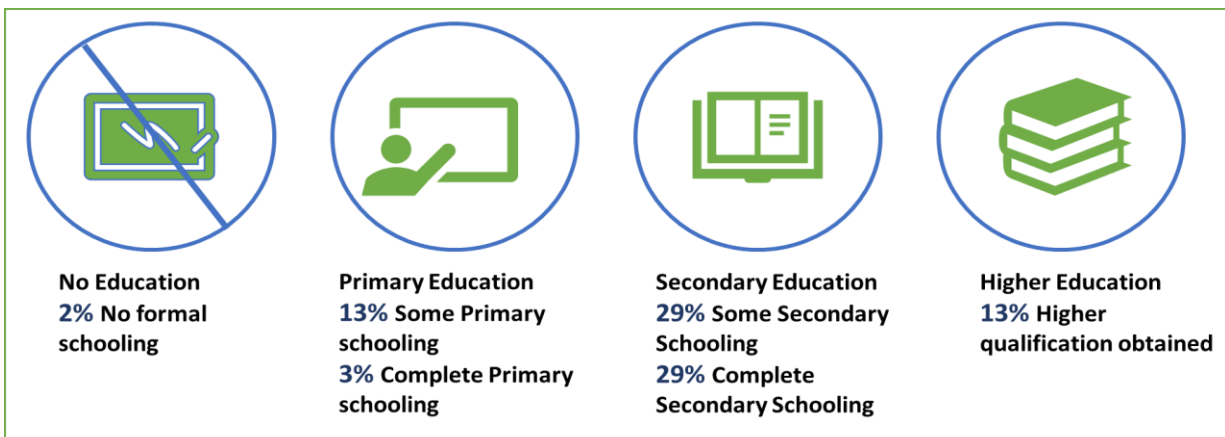 No Education
2% No formal
schooling
Primary Education
13% Some Primary
schooling
3% Complete Primary
schooling
Secondary Education
29% Some Secondary
Schooling
29% Complete
Secondary Schooling
Higher Education
13% Higher
qualification obtained